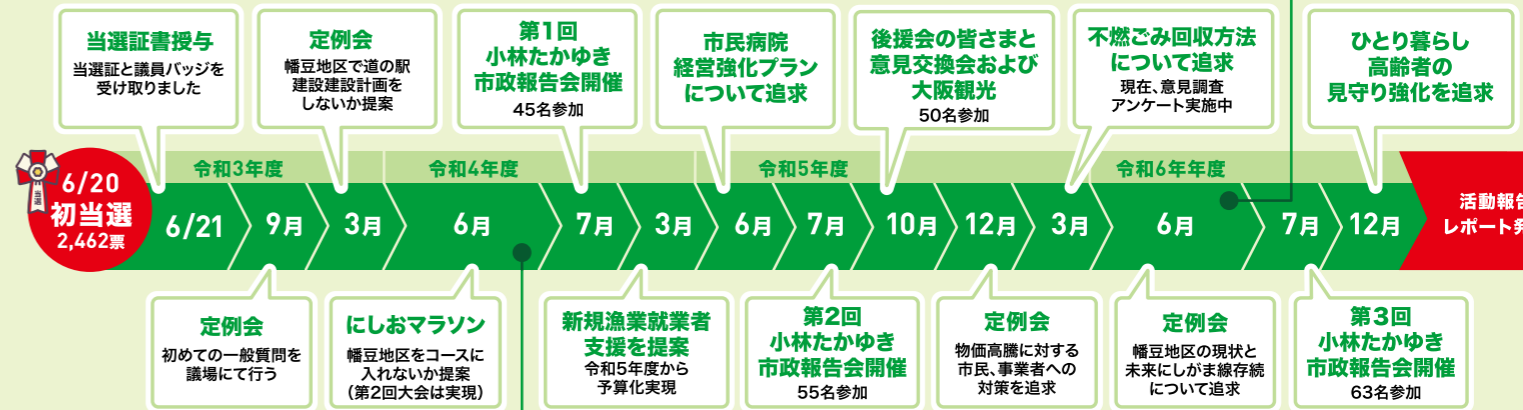 当選証書授与
当選証と議員バッジを
受け取りました
定例会
幡豆地区で道の駅
建設建設計画を
しないか提案
第1回
小林たかゆき
市政報告会開催
45名参加
市民病院
経営強化プラン
について追求
後援会の皆さまと
意見交換会および
大阪観光
50名参加
不燃ごみ回収方法
について追求
現在、意見調査
アンケート実施中
ひとり暮らし
高齢者の
見守り強化を追求
令和3年度
令和4年度
令和5年度
令和6年年度
6/20
初当選
2,462票
6/21
9月
3月
6月
7月
3月
6月
7月
10月
12月
3月
6月
7月
12月
活動報告
レポート発
定例会
初めての一般質問を
議場にて行う
にしおマラソン
幡豆地区をコースに
入れないか提案
(第2回大会は実現)
新規漁業就業者
支援を提案
令和5年度から
予算化実現
第2回
小林たかゆき
市政報告会開催
55名参加
定例会
物価高騰に対する
市民、事業者への
対策を追求
定例会
幡豆地区の現状と
未来にしがま線存続
について追求
第3回
小林たかゆき
市政報告会開催
63名参加